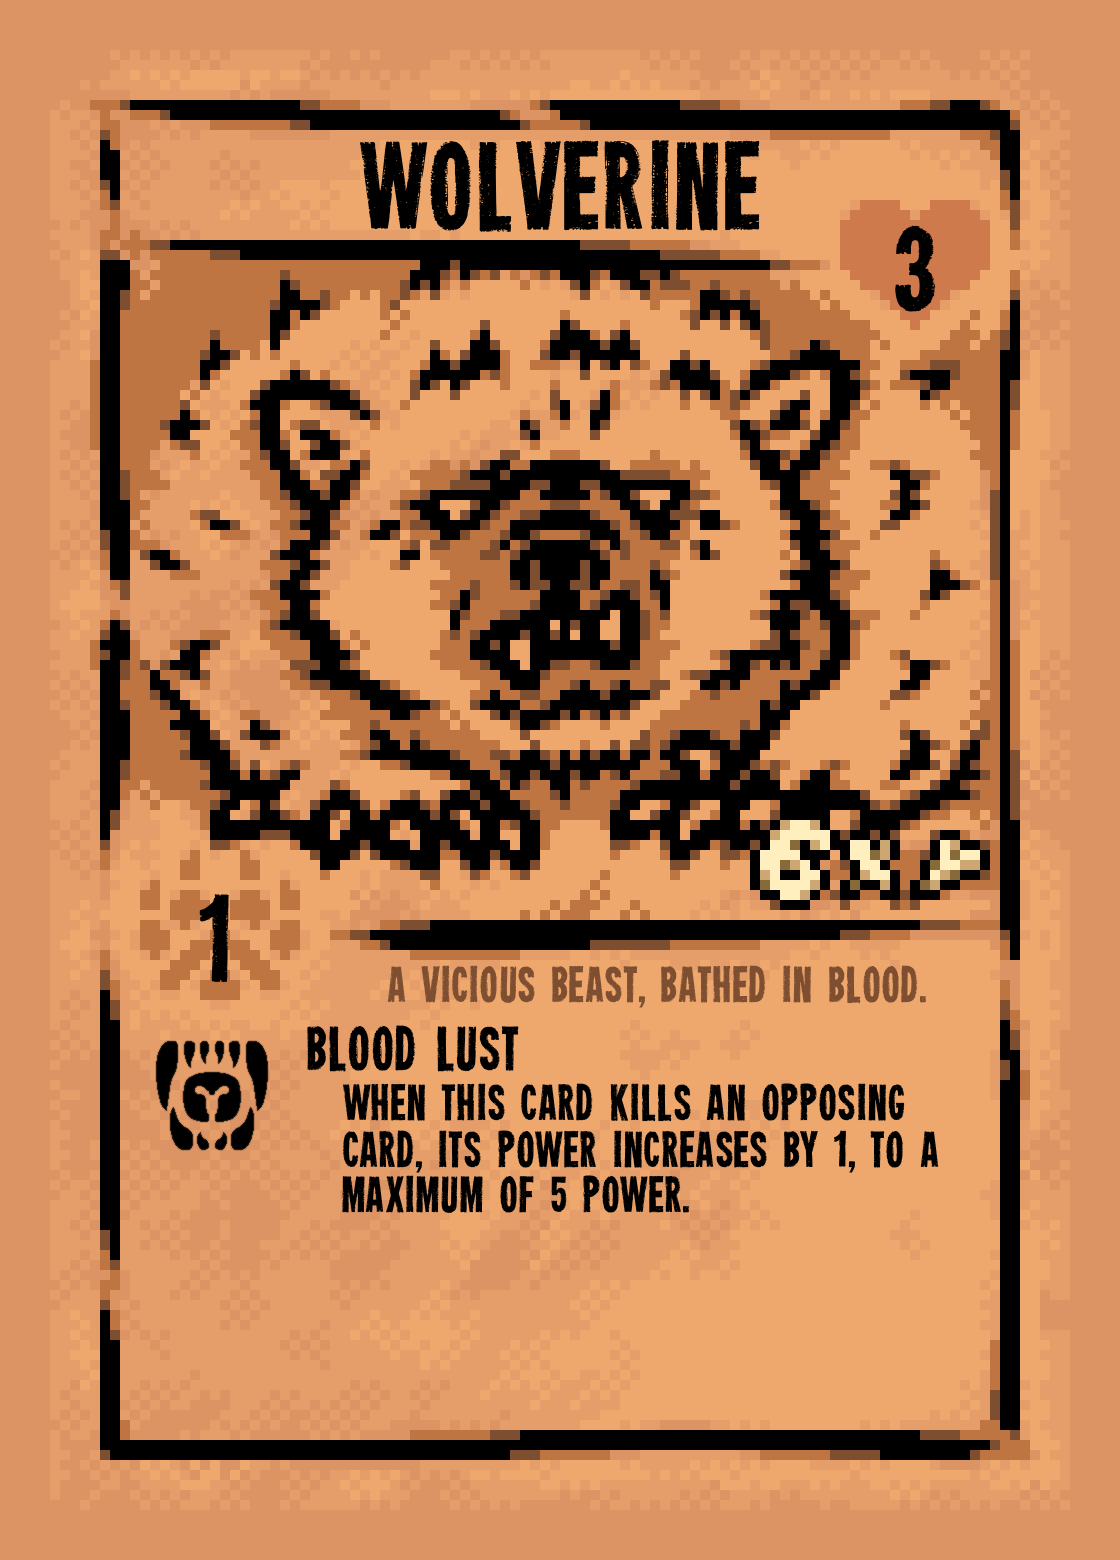 WOLVERINE
3
6X
1
A VICIOUS BEAST, BATHED IN BLOOD.
BLOOD LUST
WHEN THIS CARD KILLS AN OPPOSING
CARD, ITS POWER INCREASES BY 1, TO A
MAXIMUM OF 5 POWER.